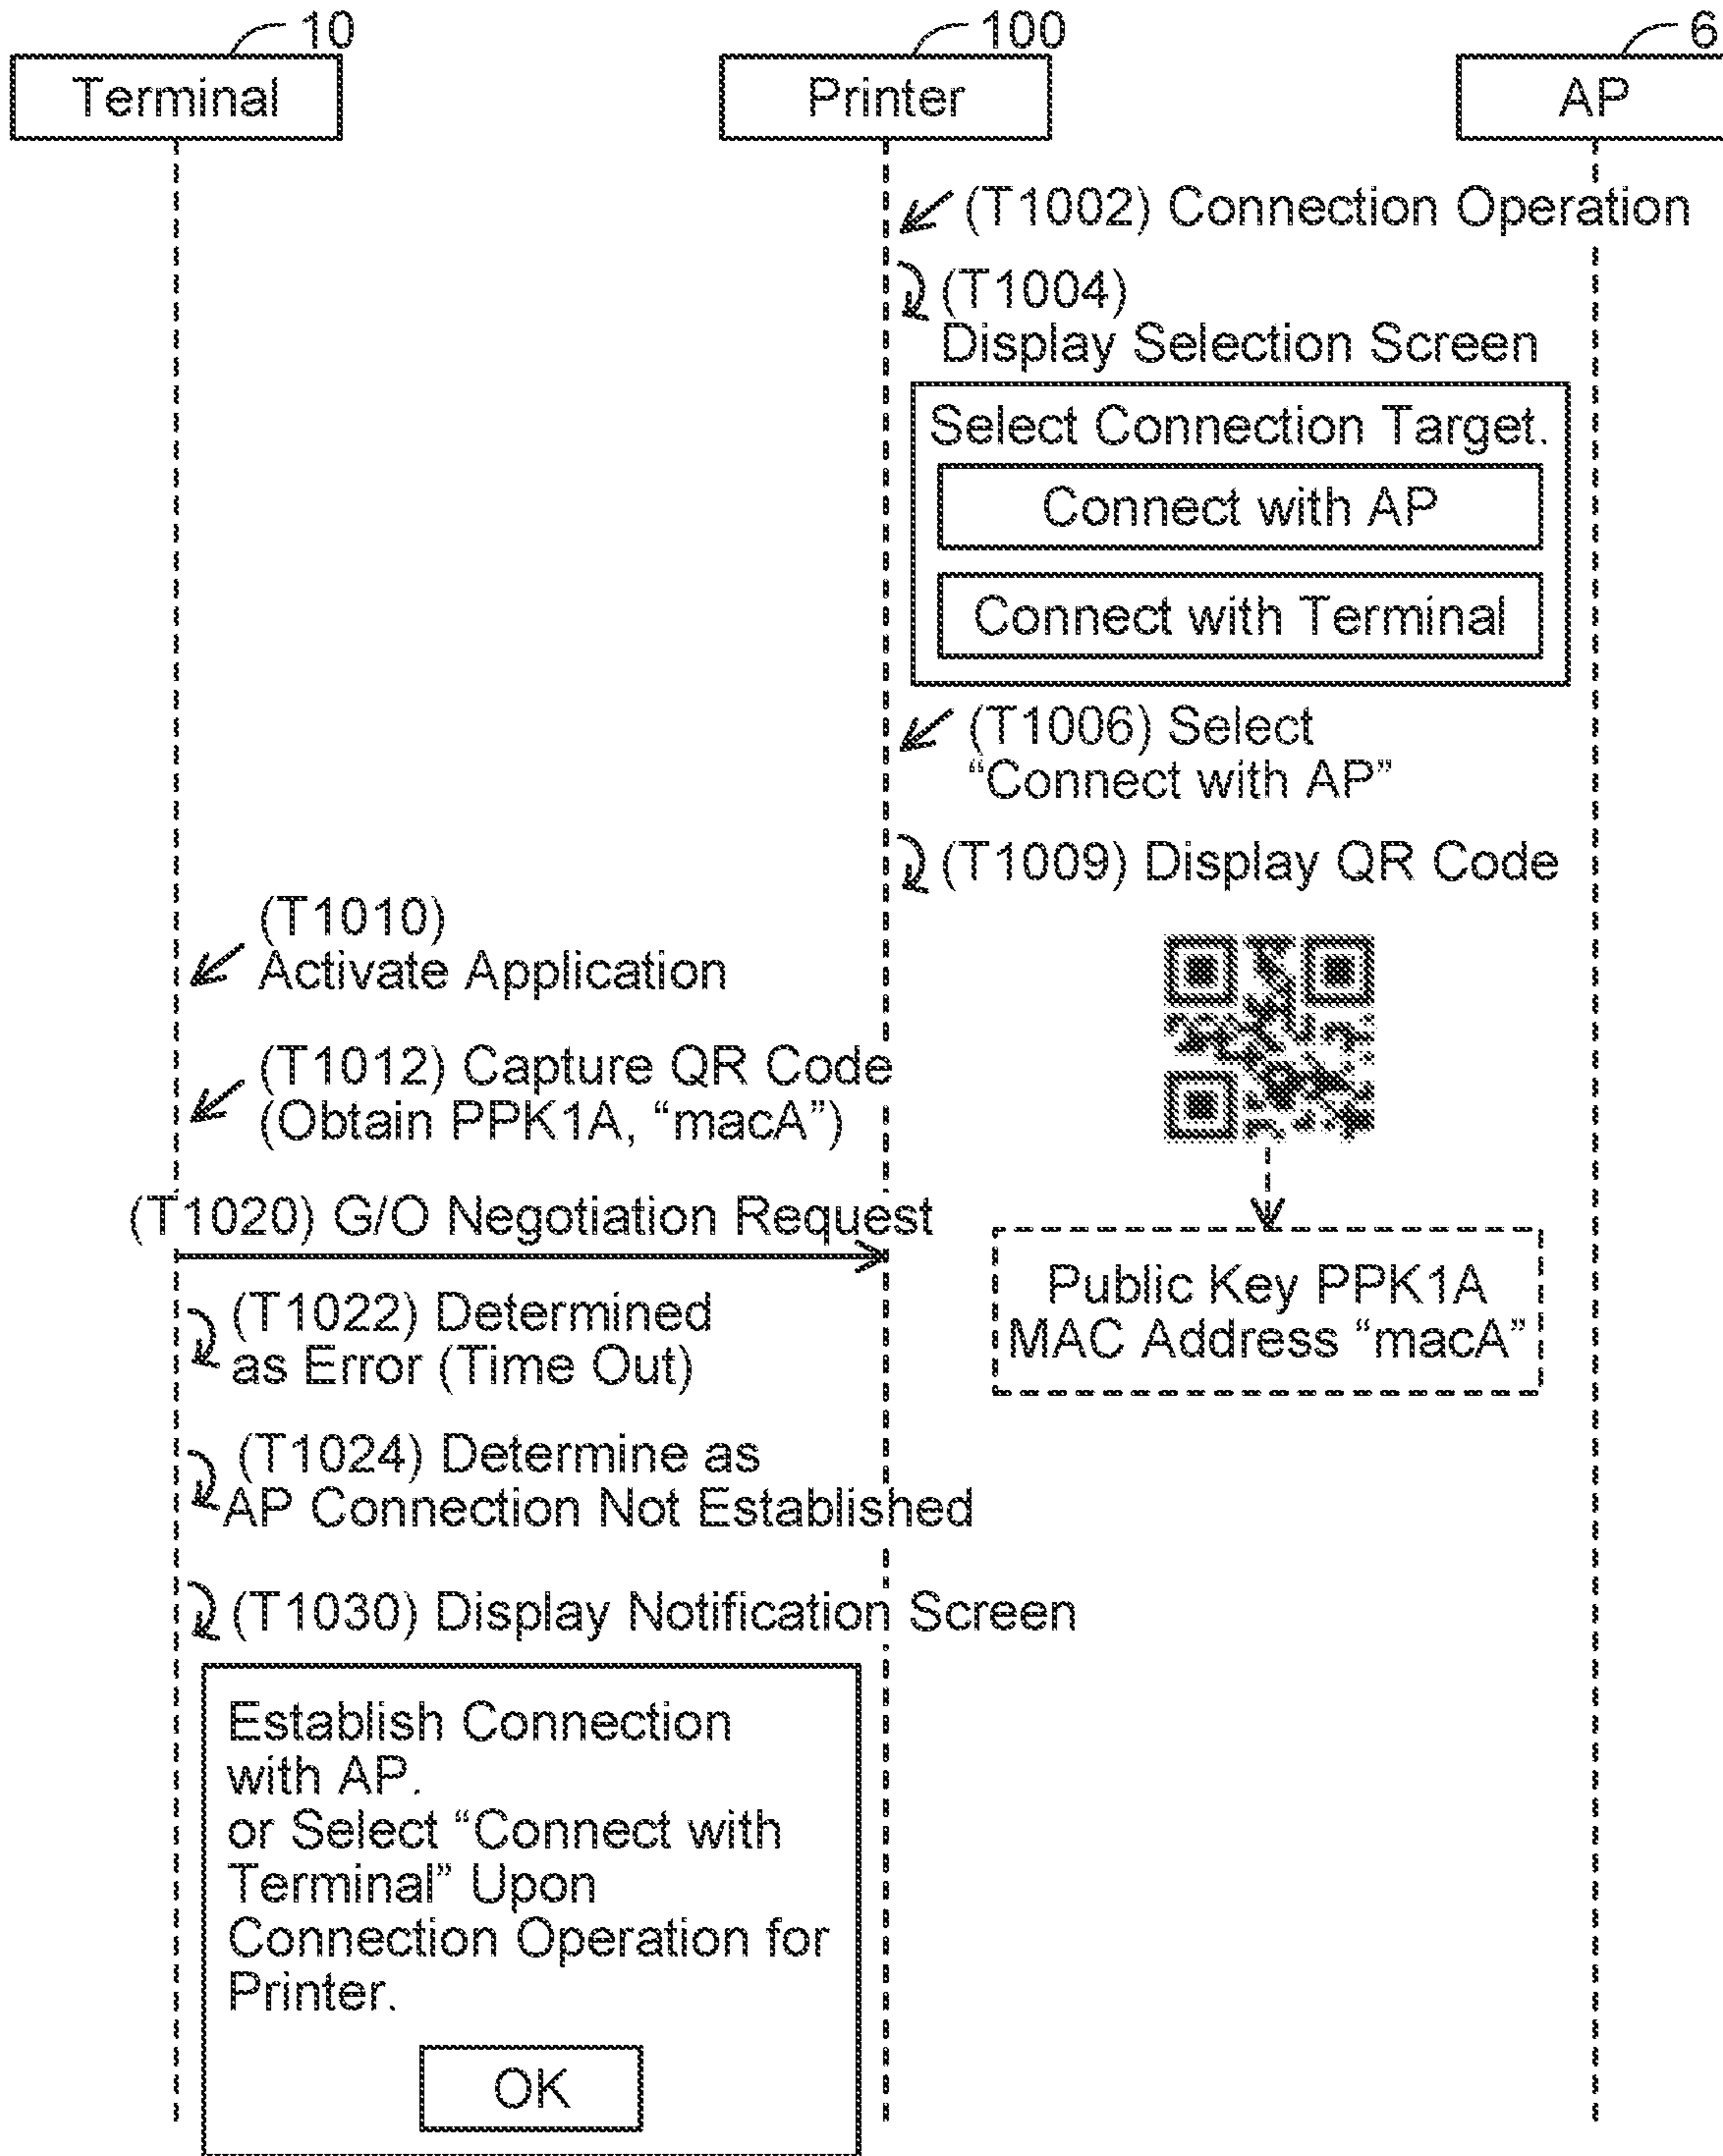 10
100
6
Terminal
Printer
AP
(T1002) Connection Operation
(T1004)
Display Selection Screen
Select Connection Target.
Connect with AP
Connect with Terminal
(T1006) Select
“Connect with AP”
(T1009) Display QR Code
(T1010)
Activate Application
(T1012) Capture QR Code
(Obtain PPK1A, “macA”)
(T1020) G/O Negotiation Request
Public Key PPK1A
MAC Address “macA”
(T1022) Determined
as Error (Time Out)
(T1024) Determine as
AP Connection Not Established
(T1030) Display Notification Screen
Establish Connection
with AP.
or Select “Connect with
Terminal” Upon
Connection Operation for
Printer.
OK